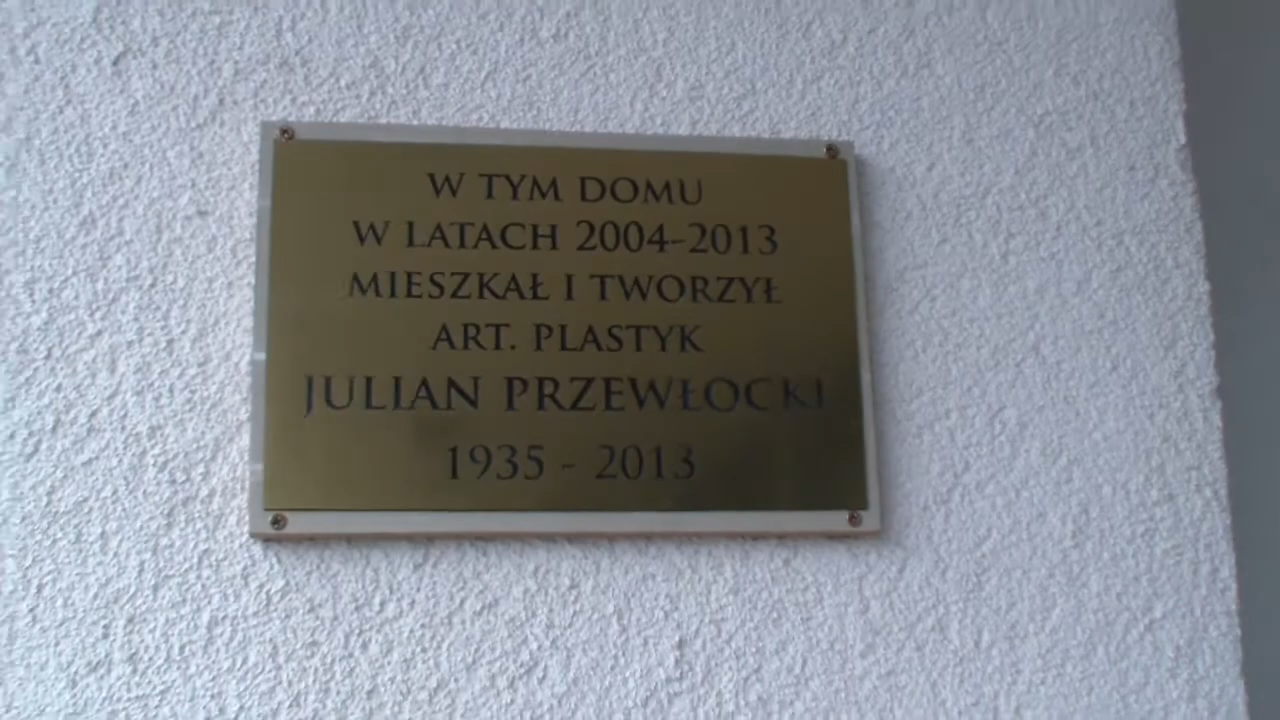 W TYM DOMU
W LATACH 2004-2013
MIESZKAŁ I TWORZYŁ
ART. PLASTYK
JULIAN PRZEWŁOCKI
1935 - 2013